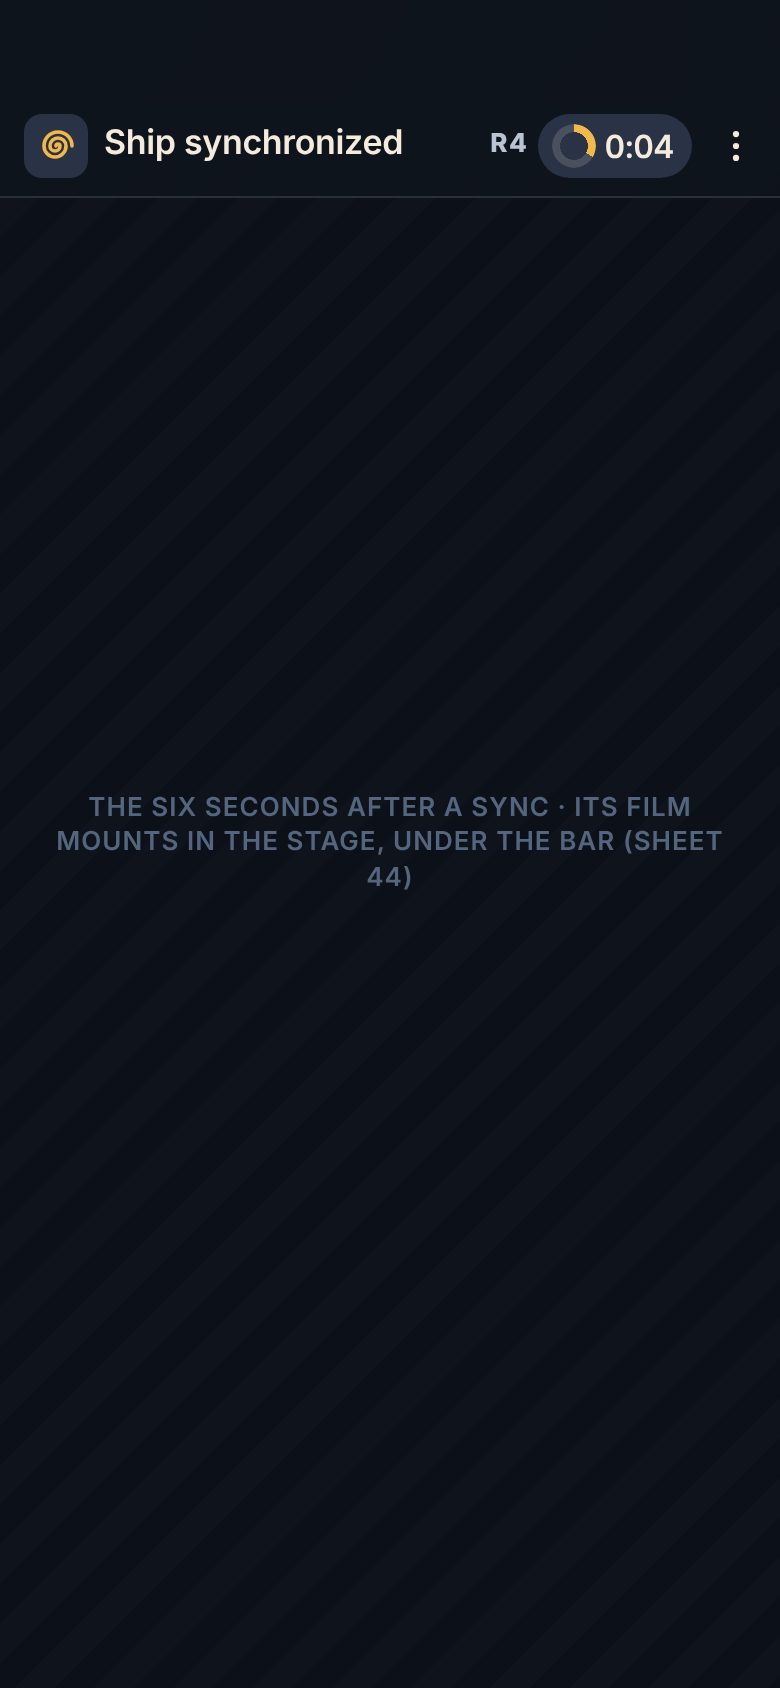 Ship synchronized
R4
0:04
THE SIX SECONDS AFTER A SYNC · ITS FILM
MOUNTS IN THE STAGE, UNDER THE BAR (SHEET
44)